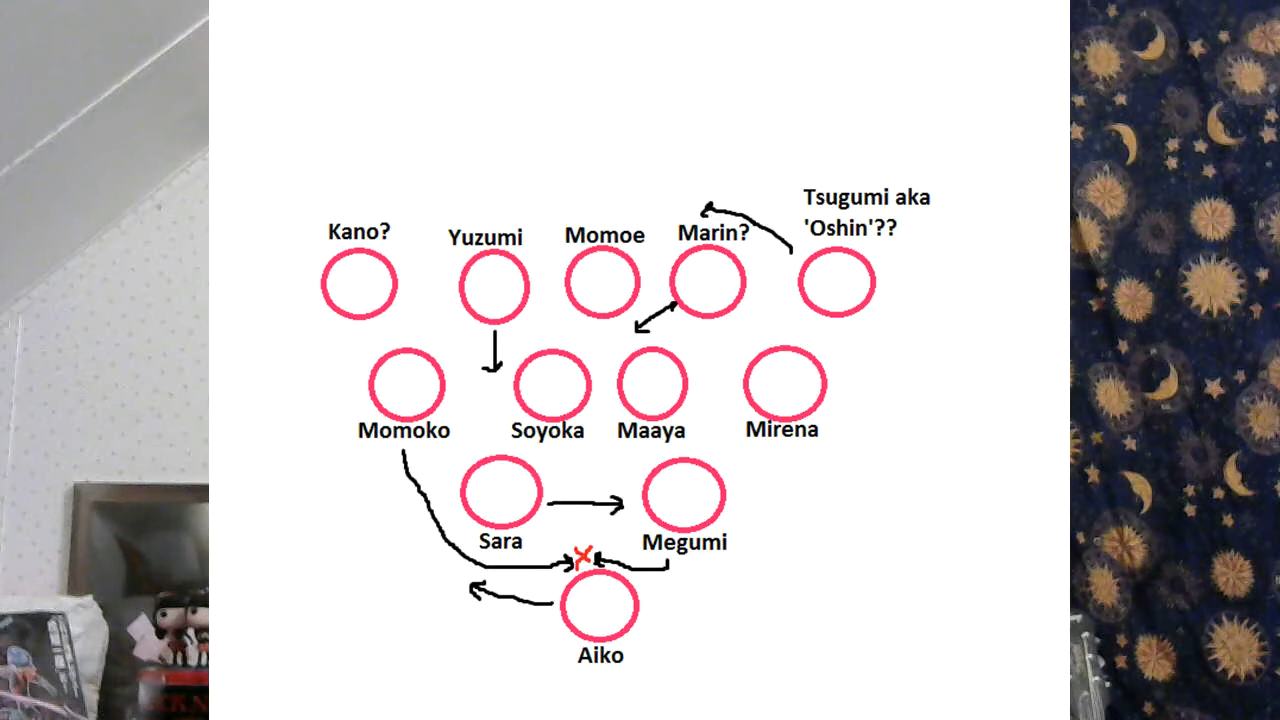 Tsugumi aka
'Oshin'??
Kano?
Yuzumi
Momoe
Marin?
Momoko
Soyoka
Maaya
Mirena
Sara
Megumi
Aiko